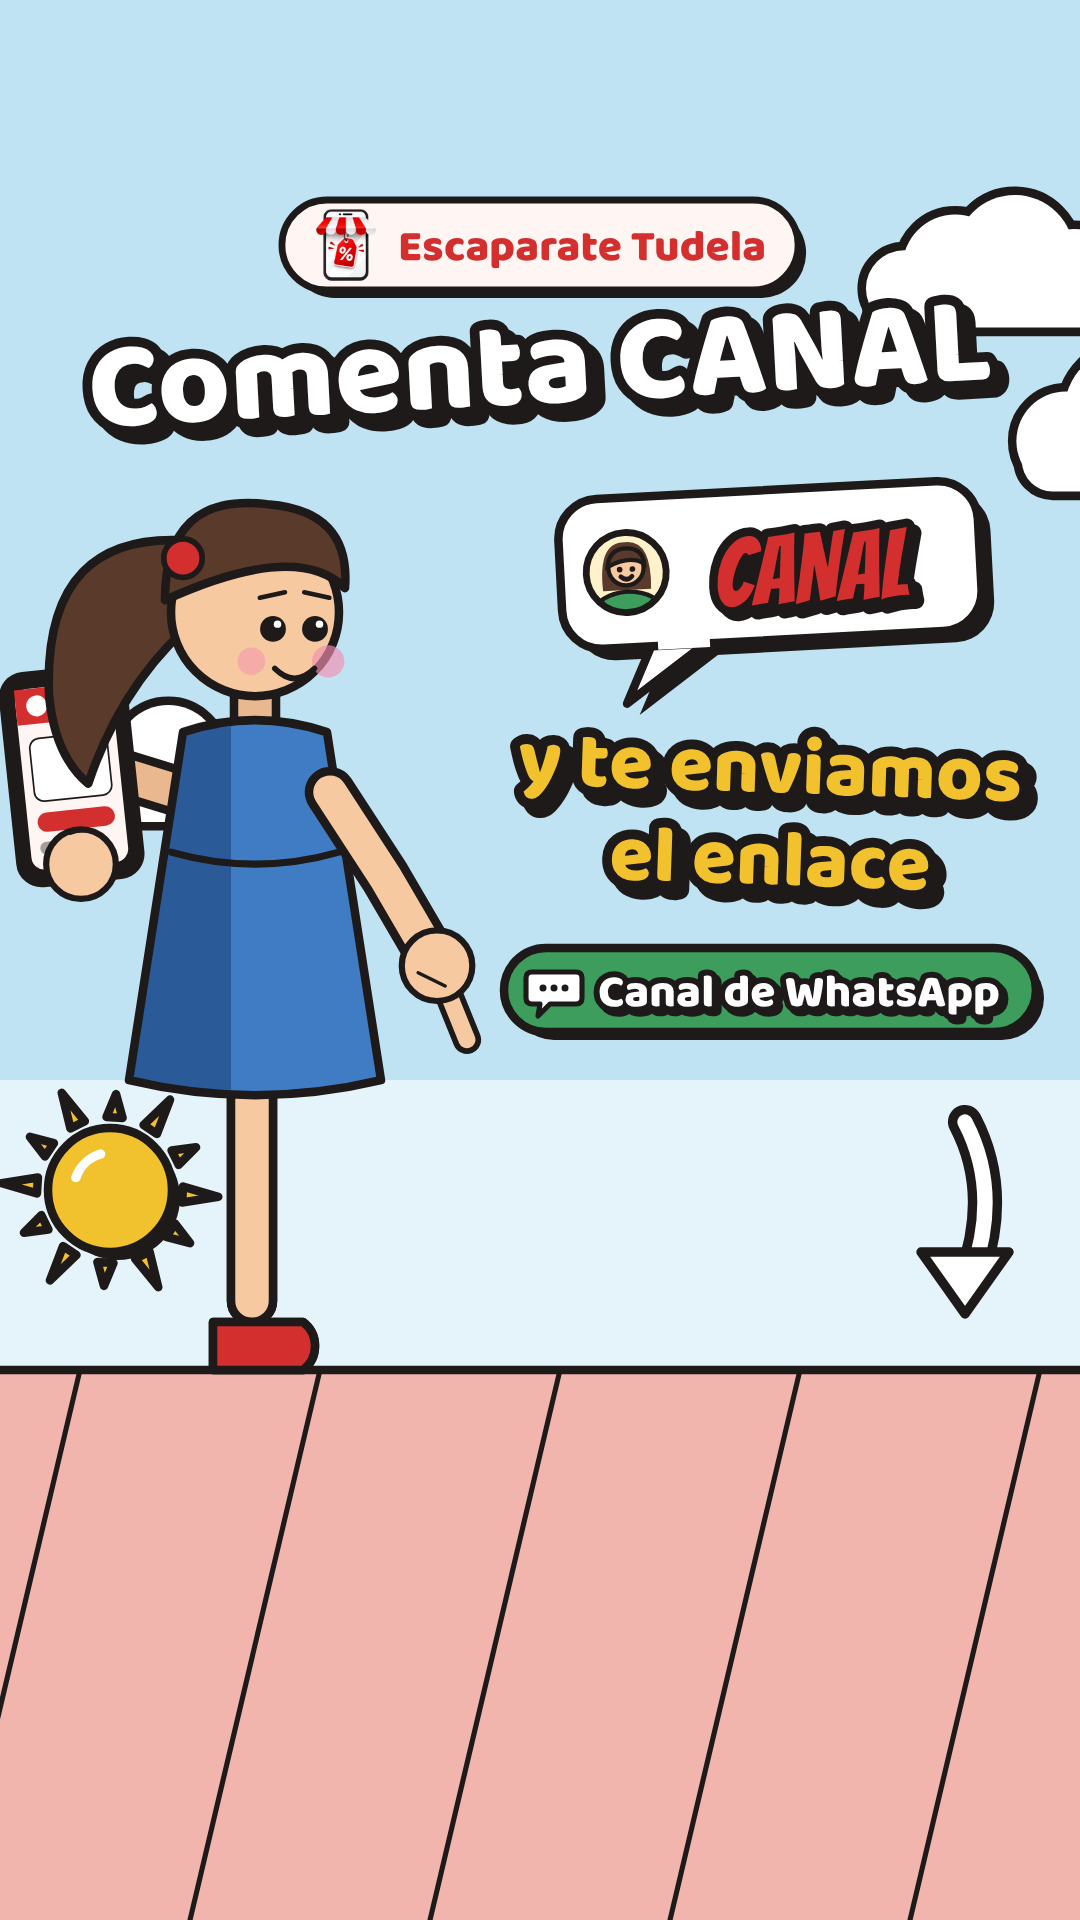 Escaparate Tudela
Comenta CANAL
CANAL
y te enviamos
el enlace
Canal de WhatsApp